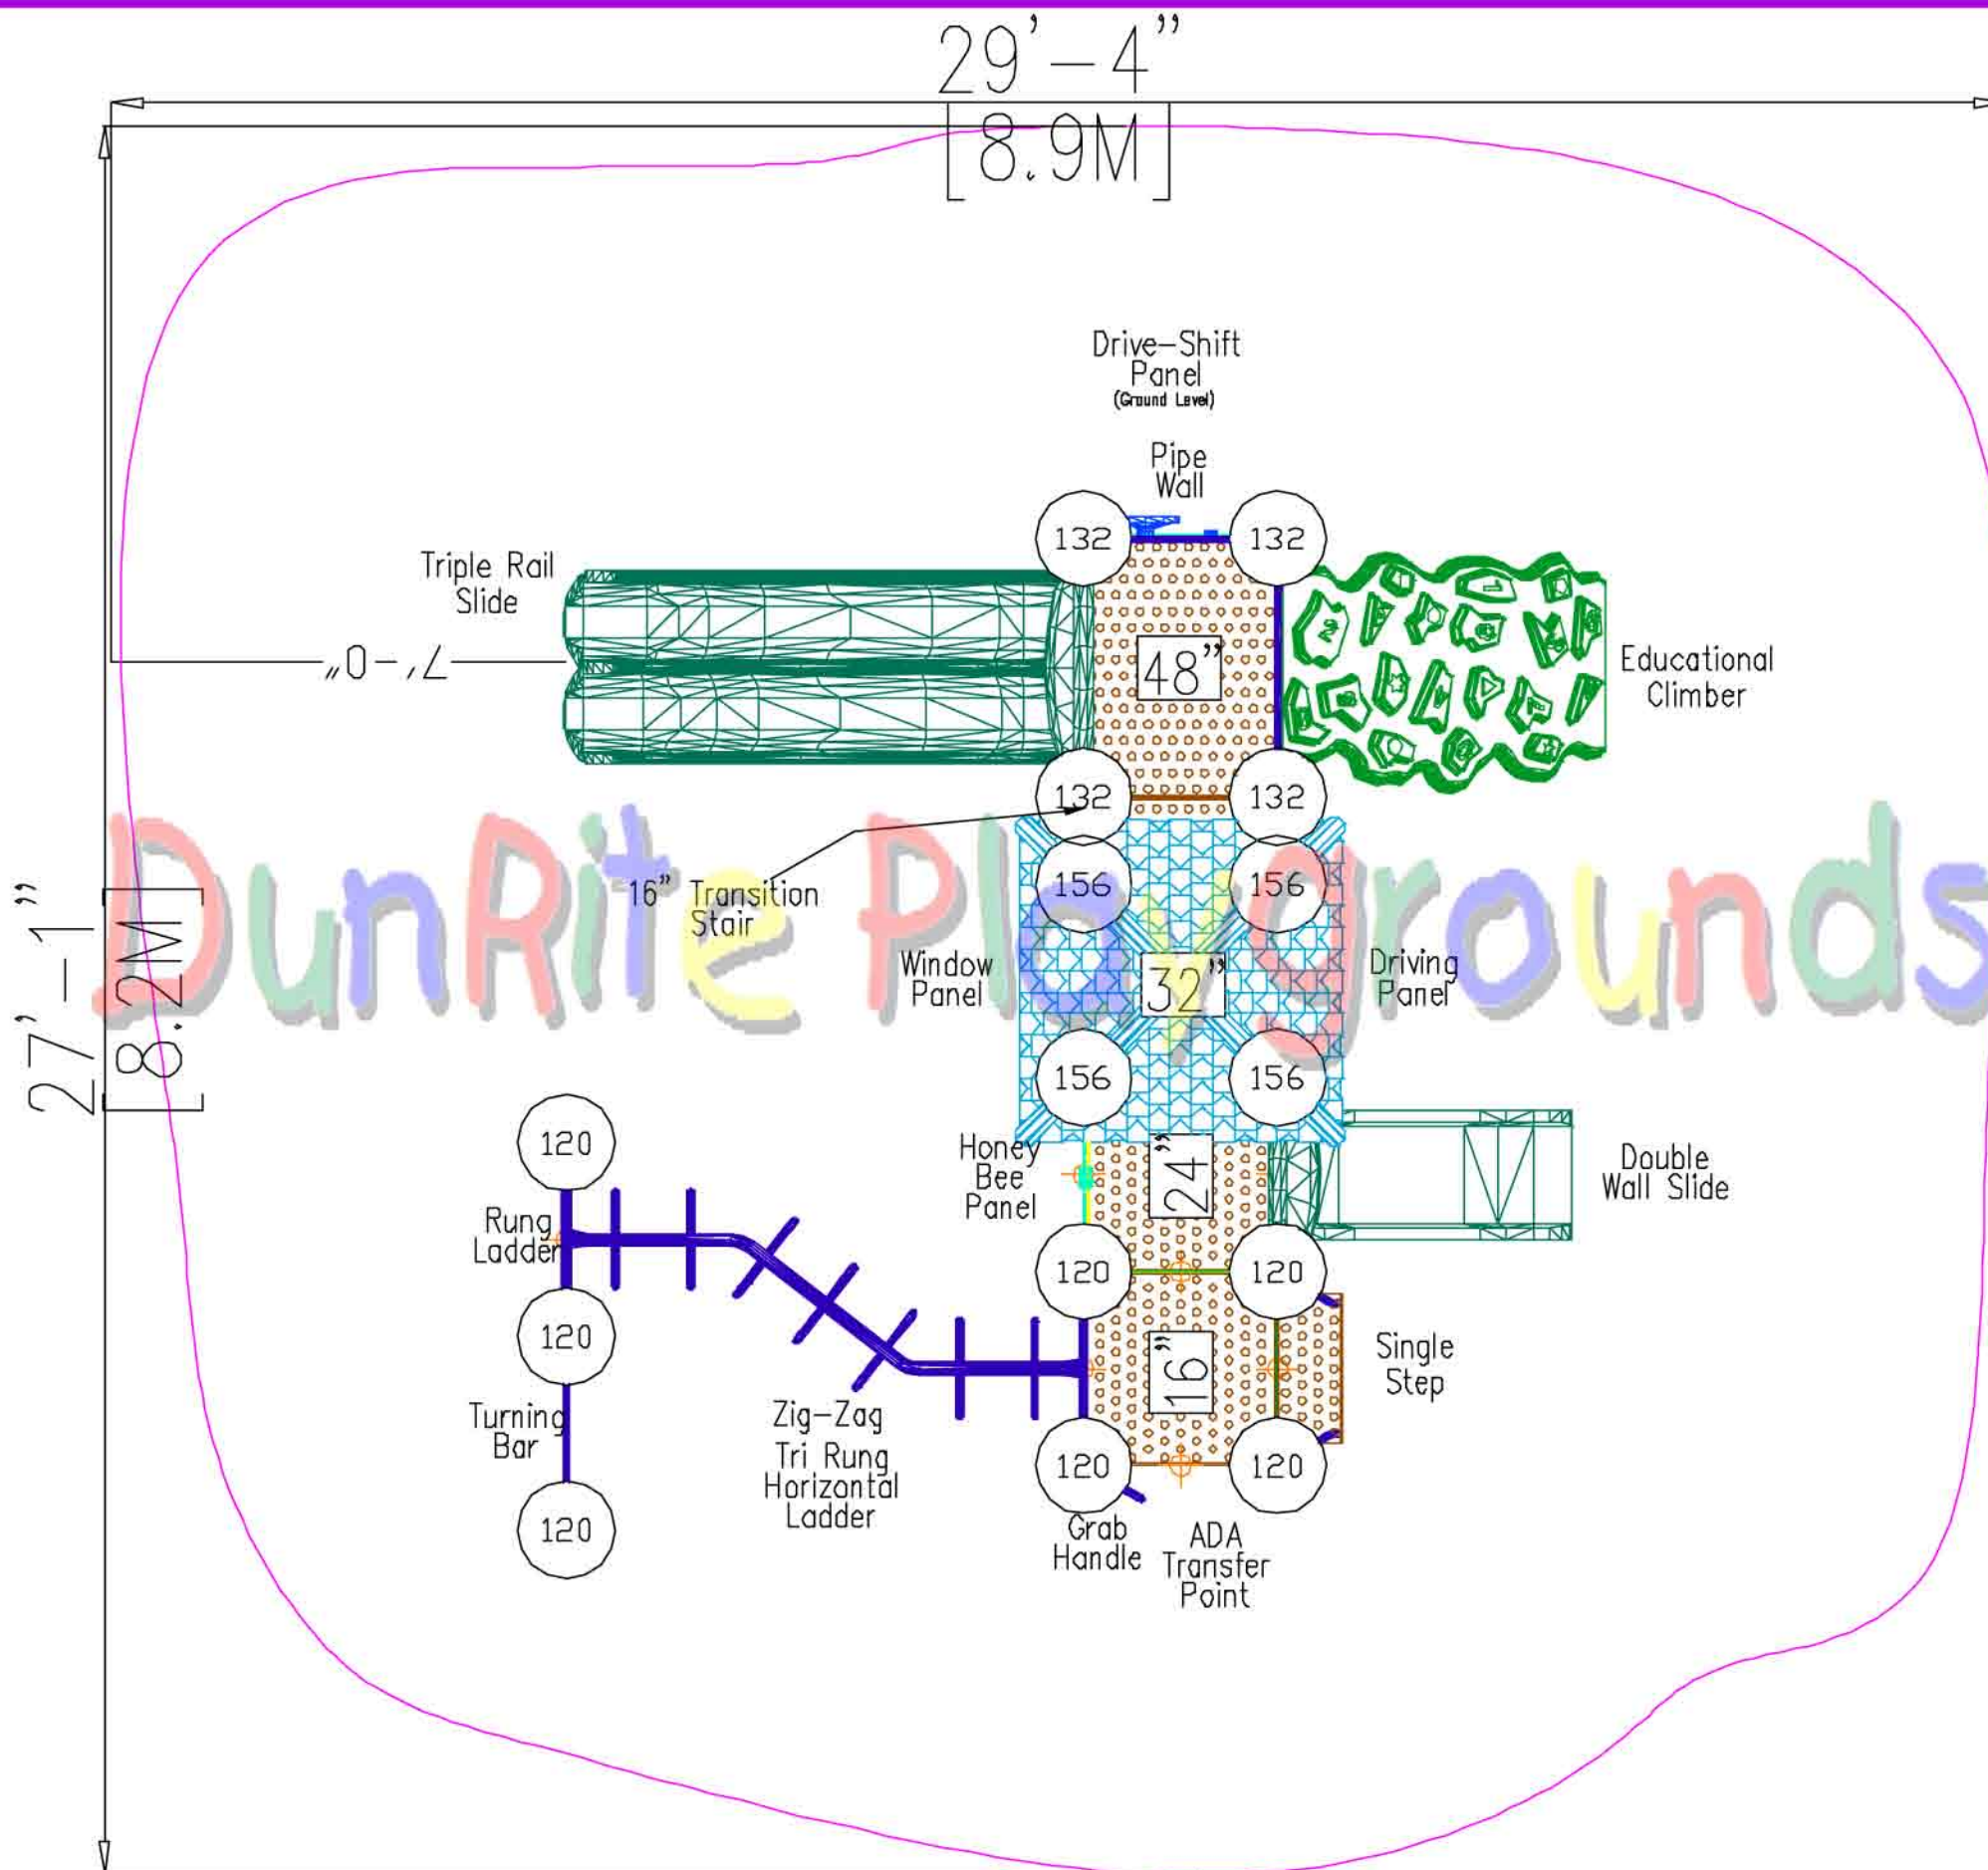 29'-4"
[8.9M]
Drive-Shift
Panel
(Ground Level)
Pipe
Wall
132
132
Triple Rail
Slide
7'-0"
48"
Educational
Climber
132
132
DunRite Playgrounds
16" Transition
Stair
156
156
27'-1"
[8.2M]
Window
Panel
32"
Driving
Panel
156
156
120
Honey
Bee
Panel
24"
Double
Wall Slide
Rung
Ladder
120
120
120
16"
Single
Step
Turning
Bar
Zig-Zag
Tri Rung
Horizontal
Ladder
120
120
120
Grab
Handle
ADA
Transfer
Point